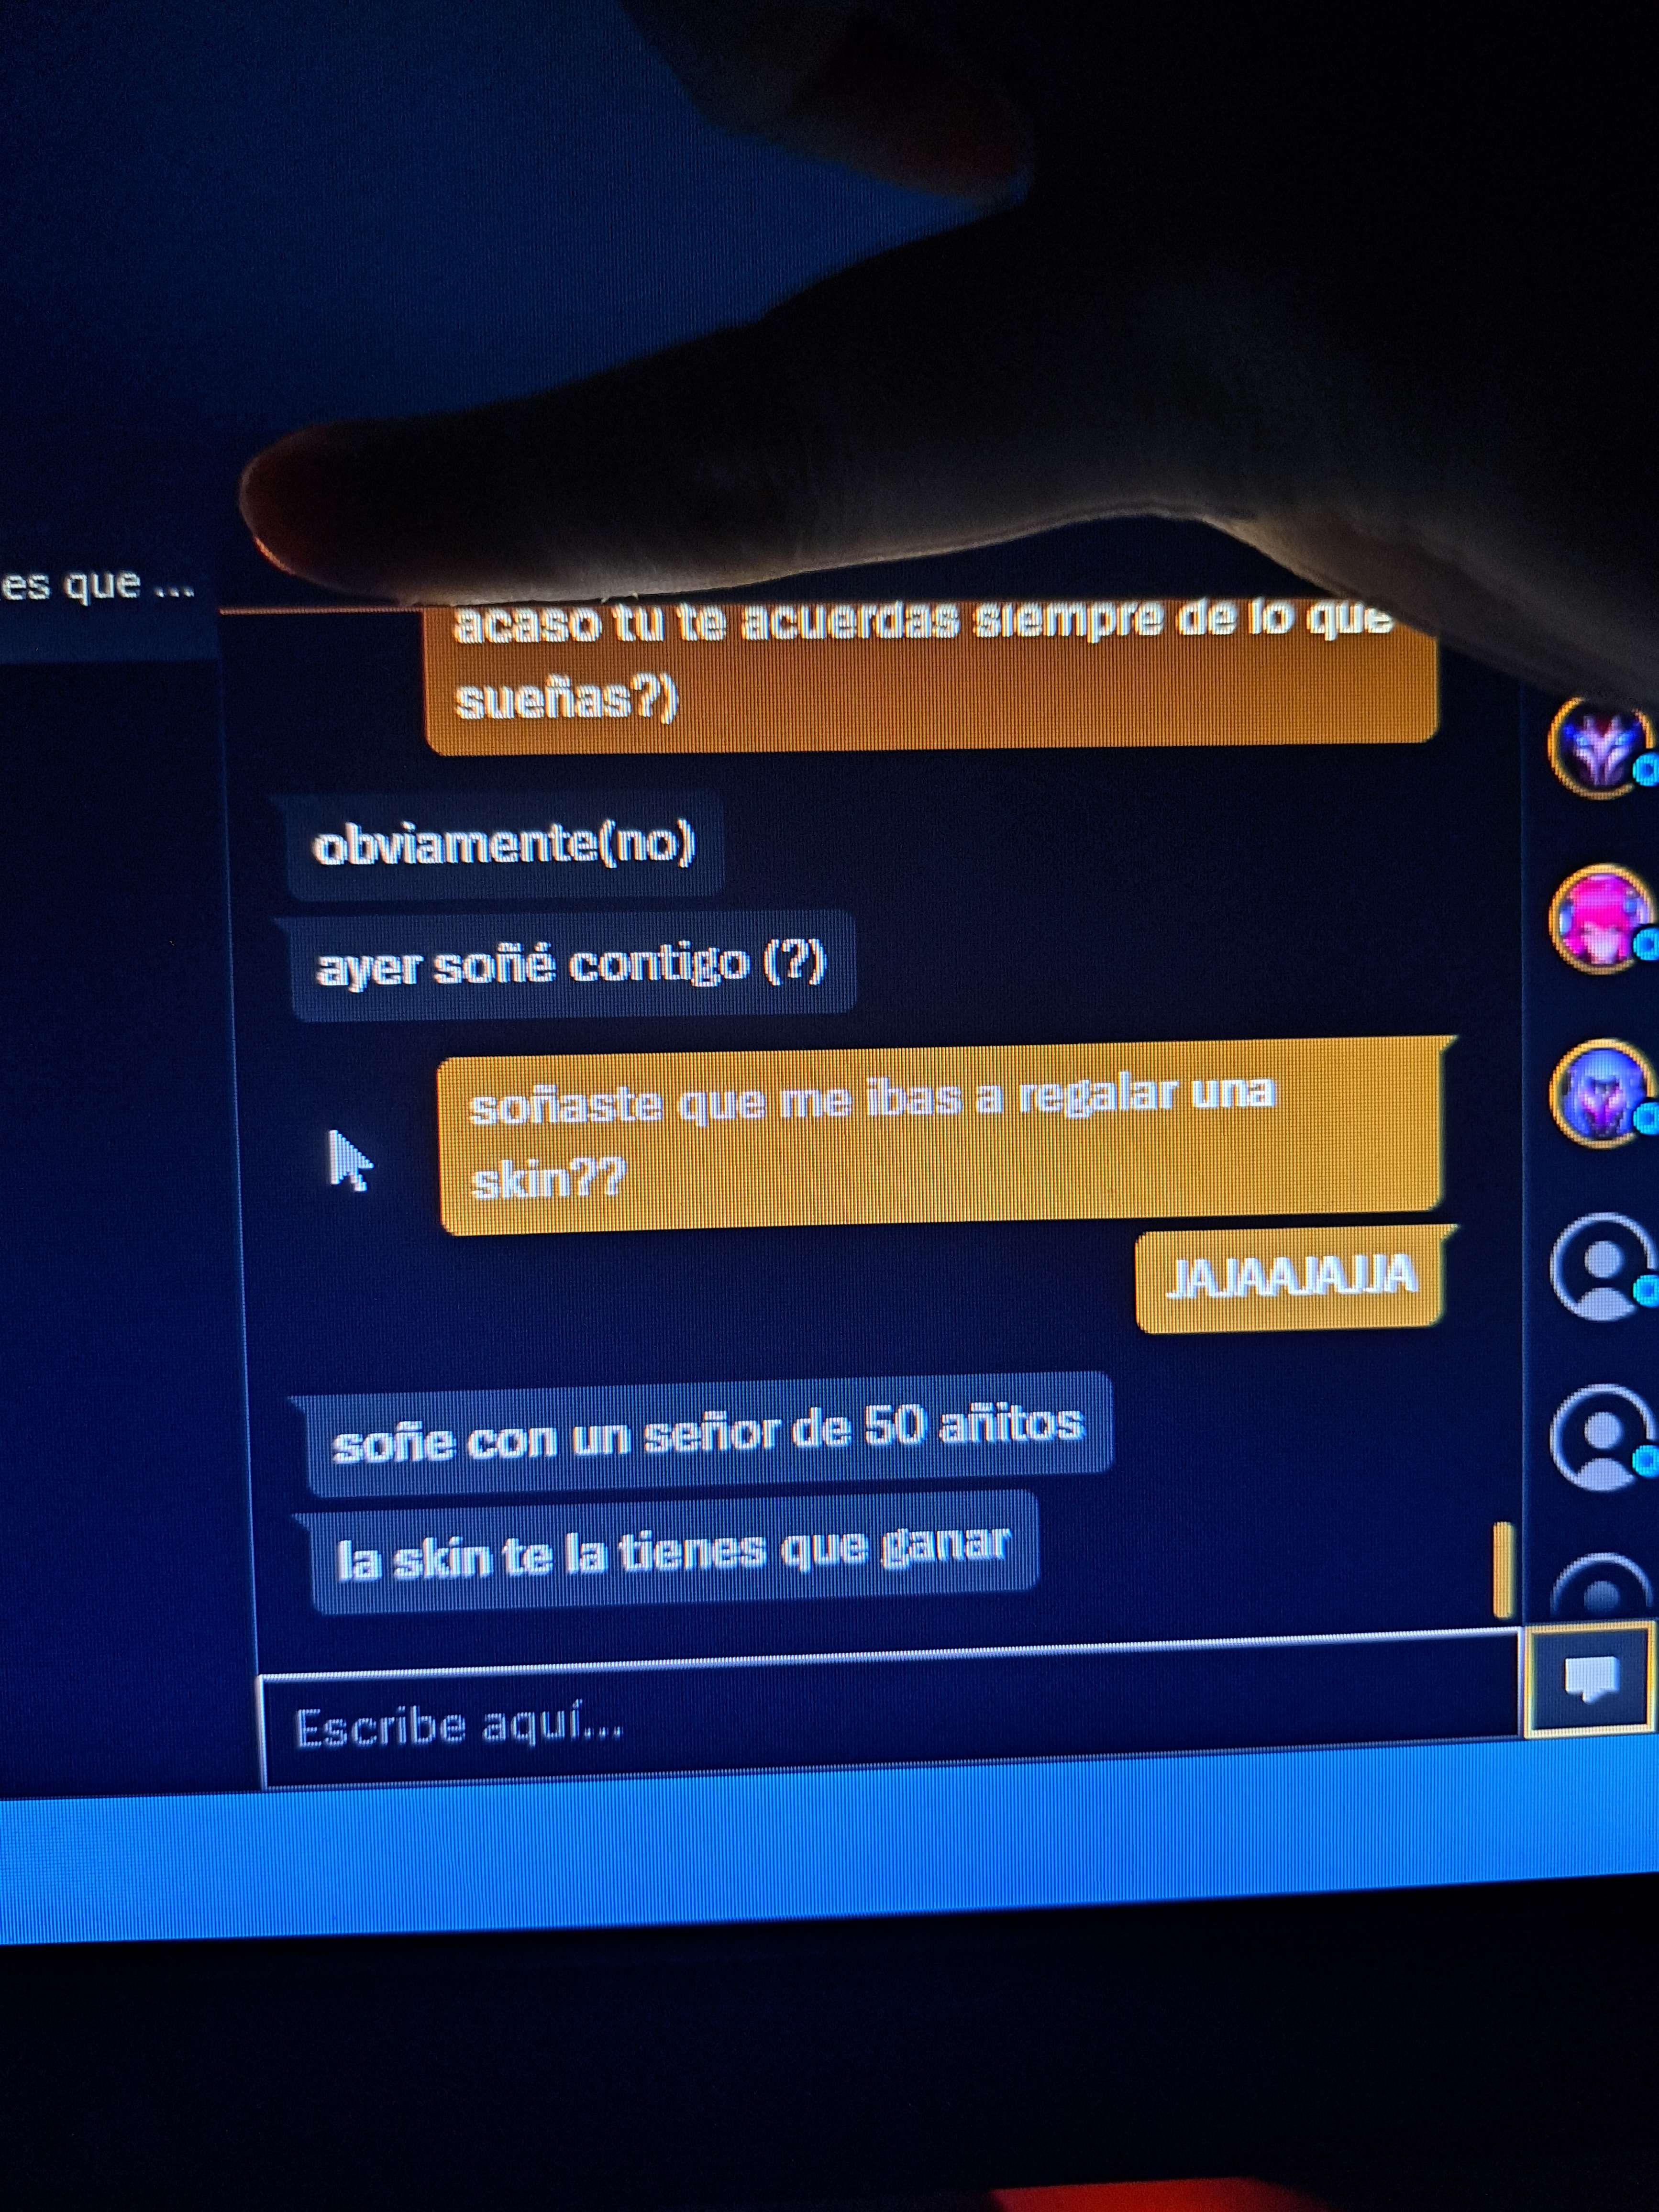 es que ...
acaso tu te acuerdas siempre de lo que
sueñas?)
obviamente(no)
ayer soñé contigo (?)
soñaste que me ibas a regalar una
skin??
JAJAAJAJJA
soñe con un señor de 50 añitos
la skin te la tienes que ganar
Escribe aquí...